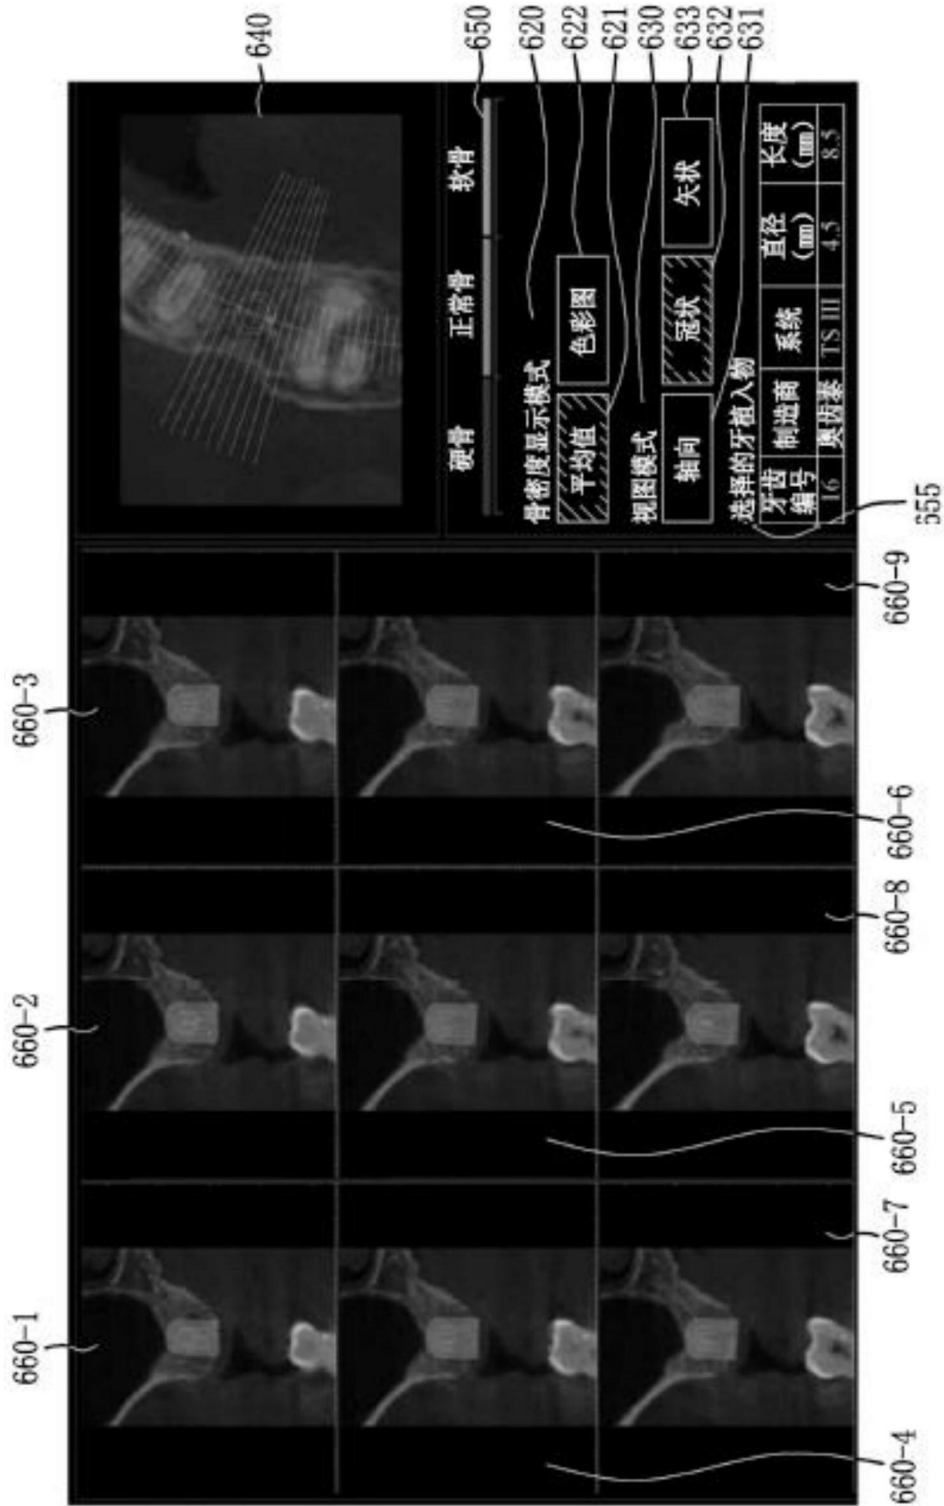 660-1
660-2
660-3
640
650
硬骨 正常骨 软骨
620
骨密度显示模式
622
平均值 色彩图
621
视图模式
630
轴向 冠状 矢状
633
632
选择的牙植入物
631
牙齿编号 制造商 系统 直径(mm) 长度(mm)
16 奥齿泰 TS III 4.5 8.5
655
660-4
660-7
660-5
660-8
660-6
660-9